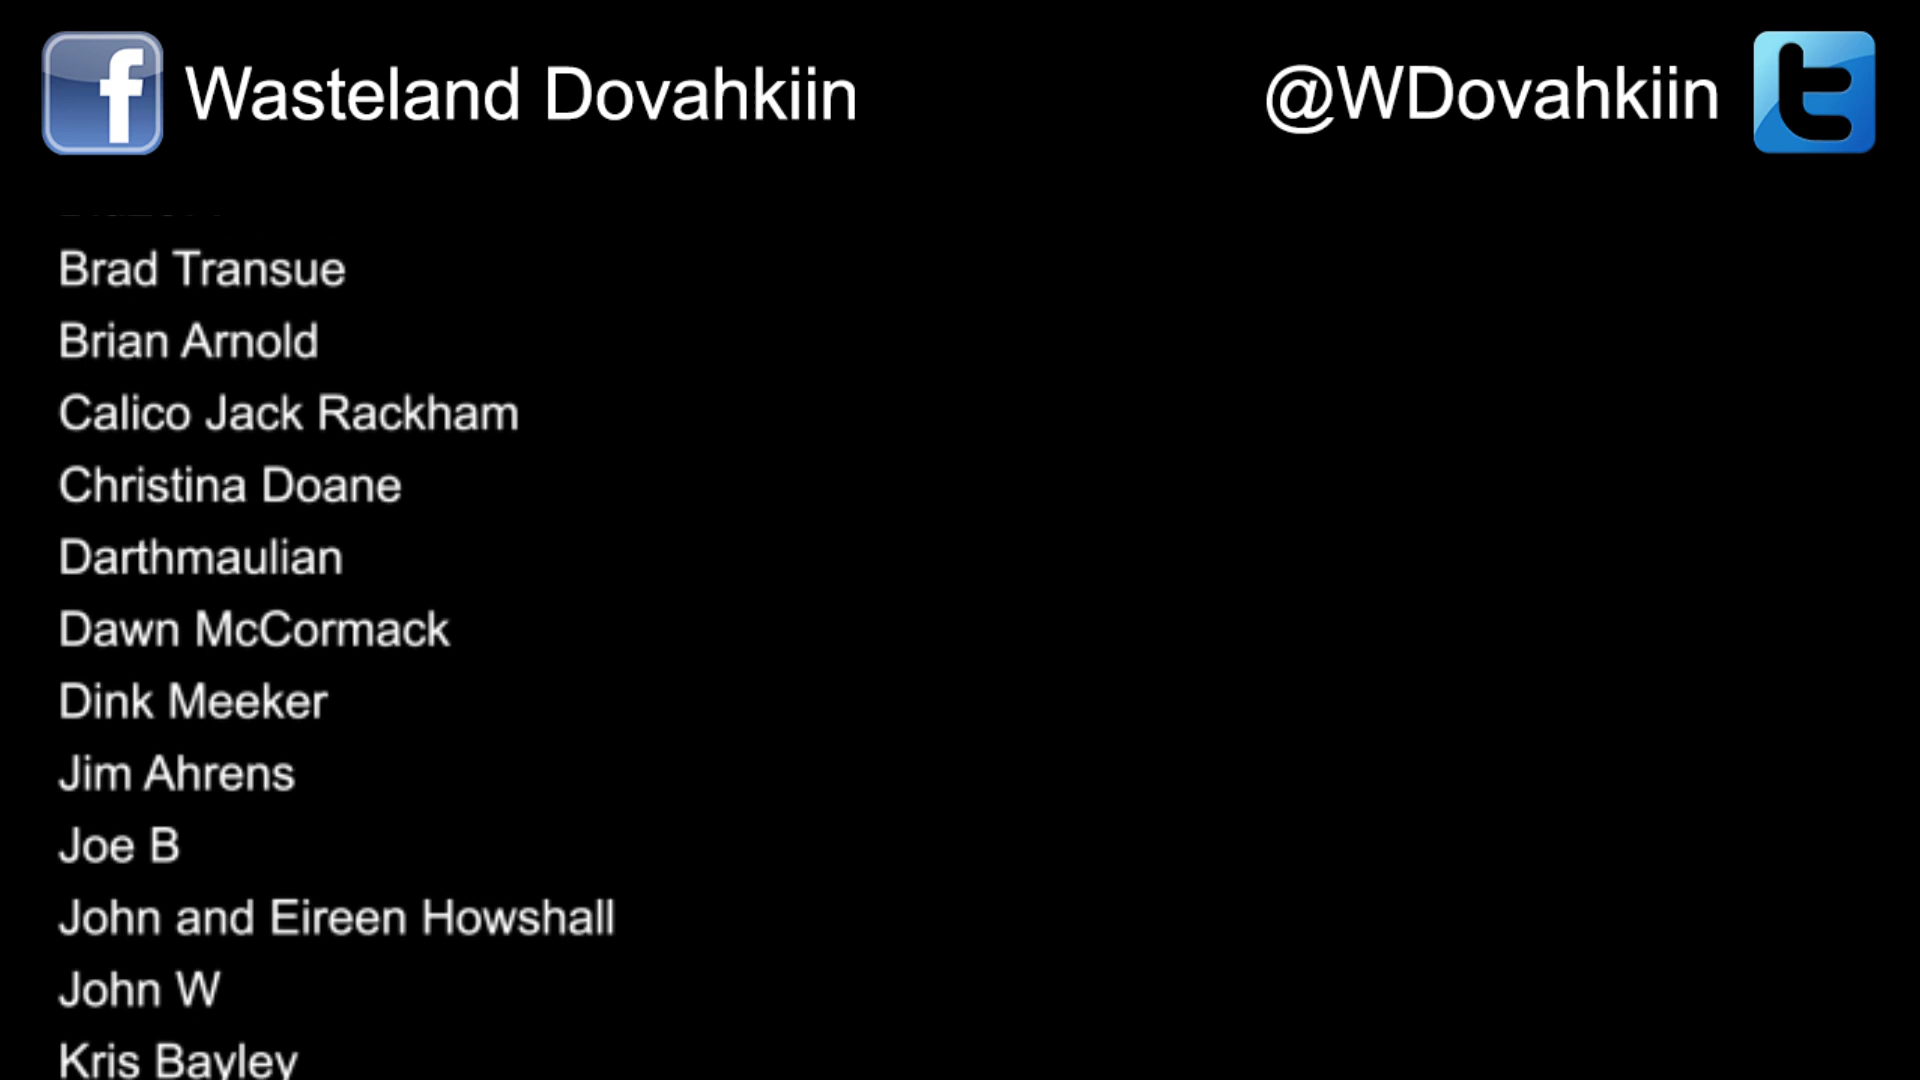 Wasteland Dovahkiin
@WDovahkiin
Brad Transue
Brian Arnold
Calico Jack Rackham
Christina Doane
Darthmaulian
Dawn McCormack
Dink Meeker
Jim Ahrens
Joe B
John and Eireen Howshall
John W
Kris Bayley